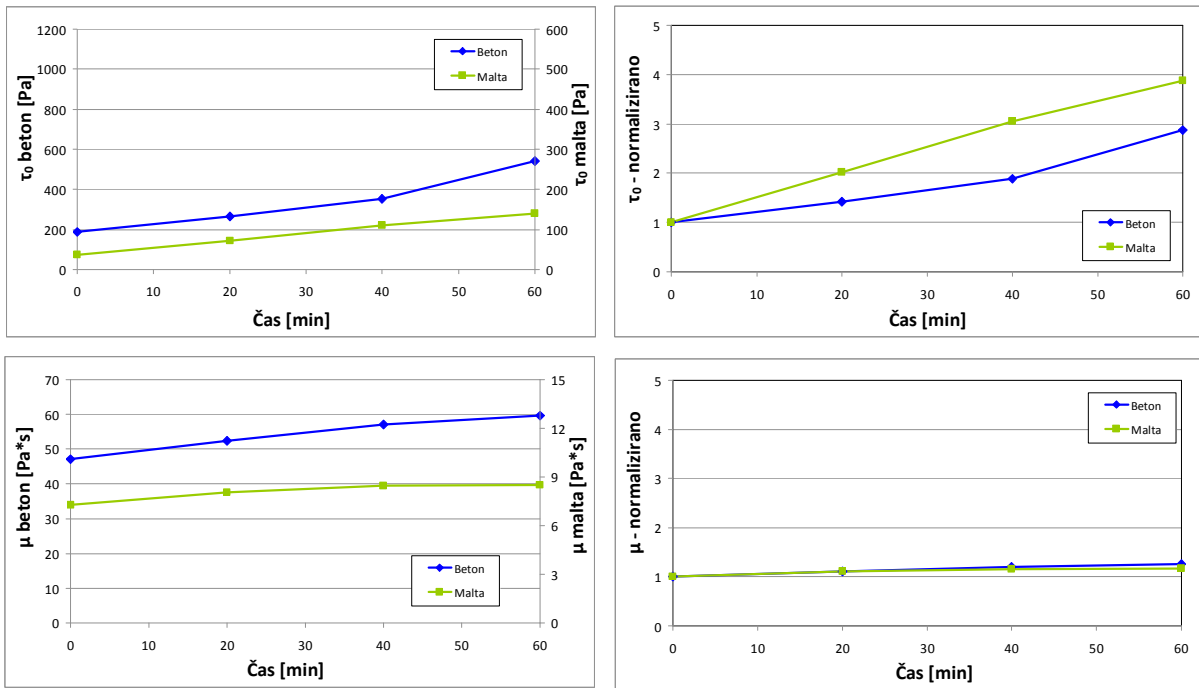 τ₀ beton [Pa]
1200
1000
800
600
400
200
0
600
500
400
300
200
100
0
τ₀ malta [Pa]
Beton
Malta
0 10 20 30 40 50 60
Čas [min]
τ₀ - normalizirano
5
4
3
2
1
0
Beton
Malta
0 10 20 30 40 50 60
Čas [min]
μ beton [Pa*s]
70
60
50
40
30
20
10
0
15
12
9
6
3
0
μ malta [Pa*s]
Beton
Malta
0 10 20 30 40 50 60
Čas [min]
μ - normalizirano
5
4
3
2
1
0
Beton
Malta
0 10 20 30 40 50 60
Čas [min]